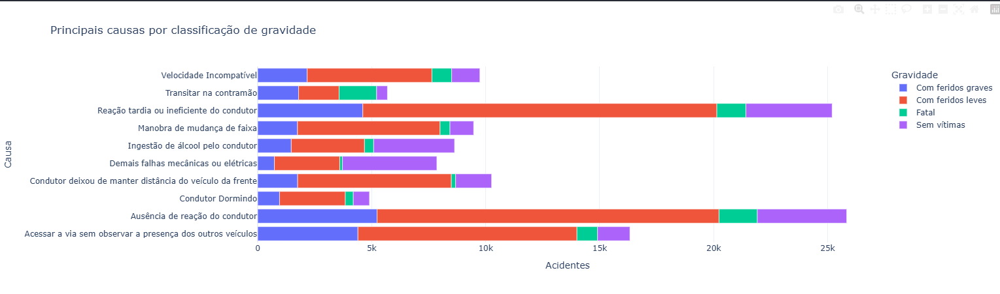 Principais causas por classificação de gravidade
Causa
Velocidade Incompatível
Transitar na contramão
Reação tardia ou ineficiente do condutor
Manobra de mudança de faixa
Ingestão de álcool pelo condutor
Demais falhas mecânicas ou elétricas
Condutor deixou de manter distância do veículo da frente
Condutor Dormindo
Ausência de reação do condutor
Acessar a via sem observar a presença dos outros veículos
0 5k 10k 15k 20k 25k
Acidentes
Gravidade
Com feridos graves
Com feridos leves
Fatal
Sem vítimas